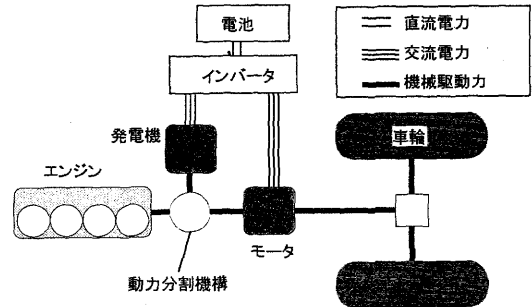 電池
インバータ
直流電力
交流電力
機械駆動力
発電機
車輪
エンジン
モータ
動力分割機構